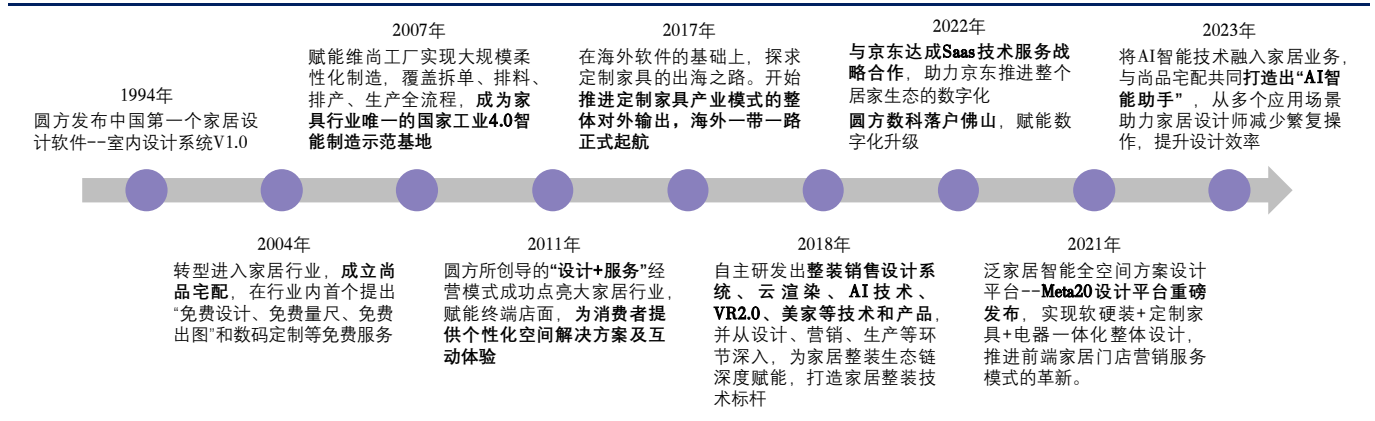 1994年
圆方发布中国第一个家居设
计软件--室内设计系统V1.0
2004年
转型进入家居行业，成立尚
品宅配，在行业内首个提出
“免费设计、免费量尺、免费
出图”和数码定制等免费服务
2007年
赋能维尚工厂实现大规模柔
性化制造，覆盖拆单、排料、
排产、生产全流程，成为家
具行业唯一的国家工业4.0智
能制造示范基地
2011年
圆方所创导的“设计+服务”经
营模式成功点亮大家居行业，
赋能终端店面，为消费者提
供个性化空间解决方案及互
动体验
2017年
在海外软件的基础上，探求
定制家具的出海之路。开始
推进定制家具产业模式的整
体对外输出，海外一带一路
正式起航
2018年
自主研发出整装销售设计系
统、云渲染、AI技术、
VR2.0、美家等技术和产品，
并从设计、营销、生产等环
节深入，为家居整装生态链
深度赋能，打造家居整装技
术标杆
2022年
与京东达成Saas技术服务战
略合作，助力京东推进整个
居家生态的数字化
圆方数科落户佛山，赋能数
字化升级
2021年
泛家居智能全空间方案设计
平台--Meta20设计平台重磅
发布，实现软硬装+定制家
具+电器一体化整体设计，
推进前端家居门店营销服务
模式的革新。
2023年
将AI智能技术融入家居业务，
与尚品宅配共同打造出“AI智
能助手”，从多个应用场景
助力家居设计师减少繁复操
作，提升设计效率